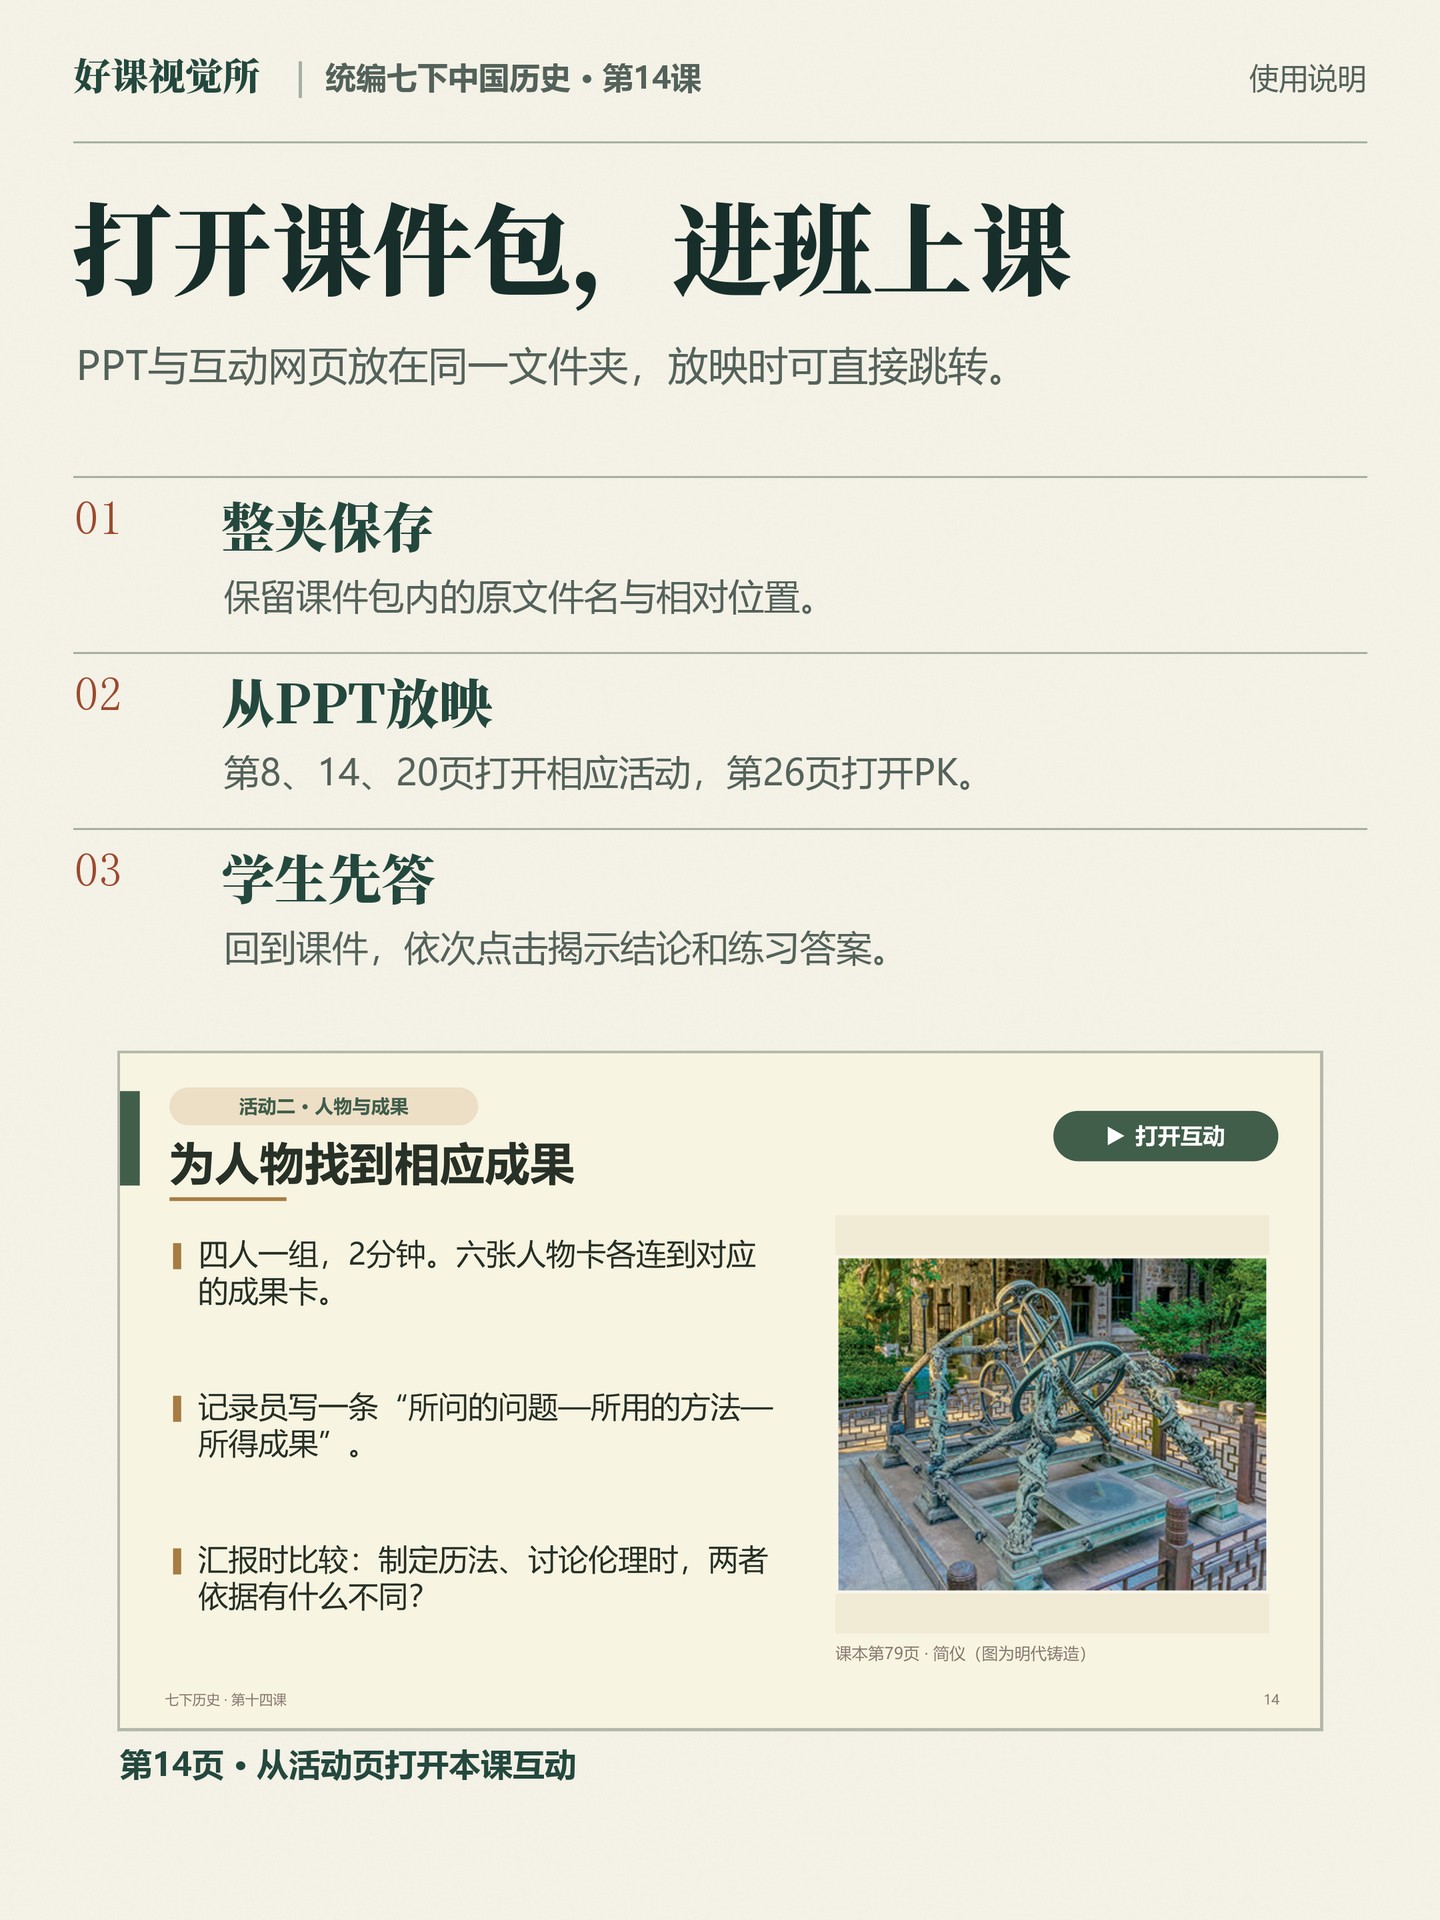 好课视觉所 | 统编七下中国历史·第14课
使用说明
打开课件包，进班上课
PPT与互动网页放在同一文件夹，放映时可直接跳转。
01 整夹保存
保留课件包内的原文件名与相对位置。
02 从PPT放映
第8、14、20页打开相应活动，第26页打开PK。
03 学生先答
回到课件，依次点击揭示结论和练习答案。
活动二·人物与成果
▶ 打开互动
为人物找到相应成果
四人一组，2分钟。六张人物卡各连到对应
的成果卡。
记录员写一条“所问的问题—所用的方法—
所得成果”。
汇报时比较：制定历法、讨论伦理时，两者
依据有什么不同？
课本第79页·简仪（图为明代铸造）
七下历史·第十四课
14
第14页·从活动页打开本课互动